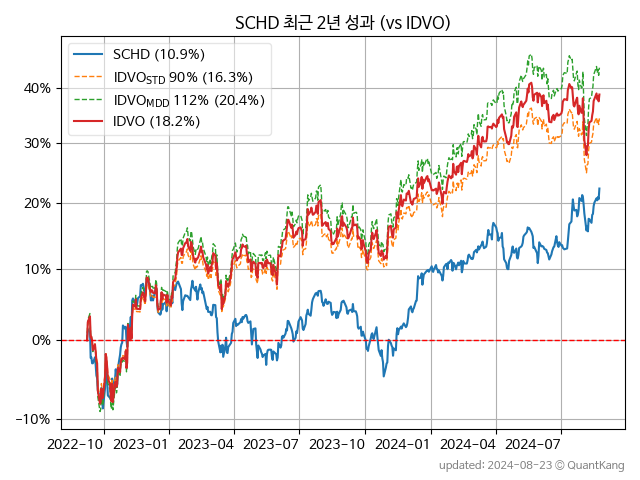 SCHD 최근 2년 성과 (vs IDVO)
SCHD (10.9%)
IDVO_STD 90% (16.3%)
IDVO_MDD 112% (20.4%)
IDVO (18.2%)
40%
30%
20%
10%
0%
−10%
2022-10 2023-01 2023-04 2023-07 2023-10 2024-01 2024-04 2024-07
updated: 2024-08-23 © QuantKang